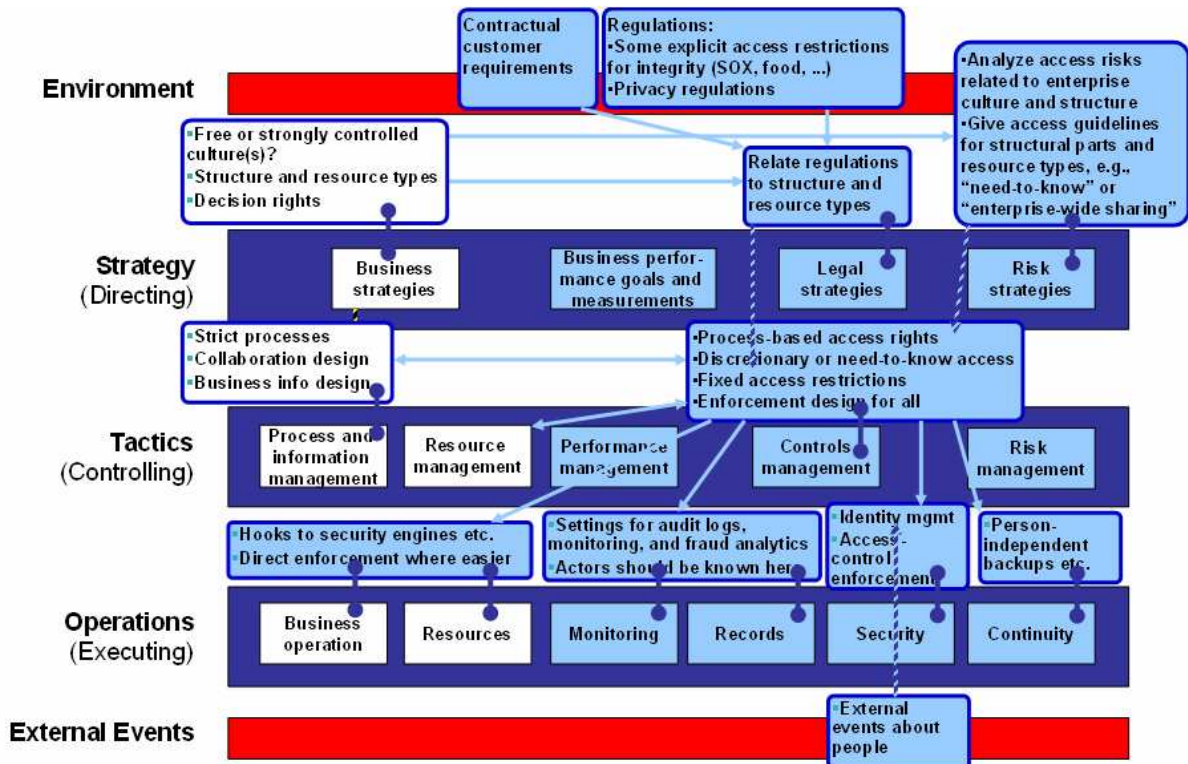 Contractual
customer
requirements
Regulations:
▪Some explicit access restrictions
for integrity (SOX, food, ...)
▪Privacy regulations
▪Analyze access risks
related to enterprise
culture and structure
▪Give access guidelines
for structural parts and
resource types, e.g.,
“need-to-know” or
“enterprise-wide sharing”
Environment
▪Free or strongly controlled
culture(s)?
▪Structure and resource types
▪Decision rights
Relate regulations
to structure and
resource types
Strategy
(Directing)
Business
strategies
Business perfor-
mance goals and
measurements
Legal
strategies
Risk
strategies
▪Strict processes
▪Collaboration design
▪Business info design
▪Process-based access rights
▪Discretionary or need-to-know access
▪Fixed access restrictions
▪Enforcement design for all
Tactics
(Controlling)
Process and
information
management
Resource
management
Performance
management
Controls
management
Risk
management
▪Hooks to security engines etc.
▪Direct enforcement where easier
▪Settings for audit logs,
monitoring, and fraud analytics
▪Actors should be known her
▪Identity mgmt
▪Access-
control
enforcement
▪Person-
independent
backups etc.
Operations
(Executing)
Business
operation
Resources
Monitoring
Records
Security
Continuity
External Events
▪External
events about
people